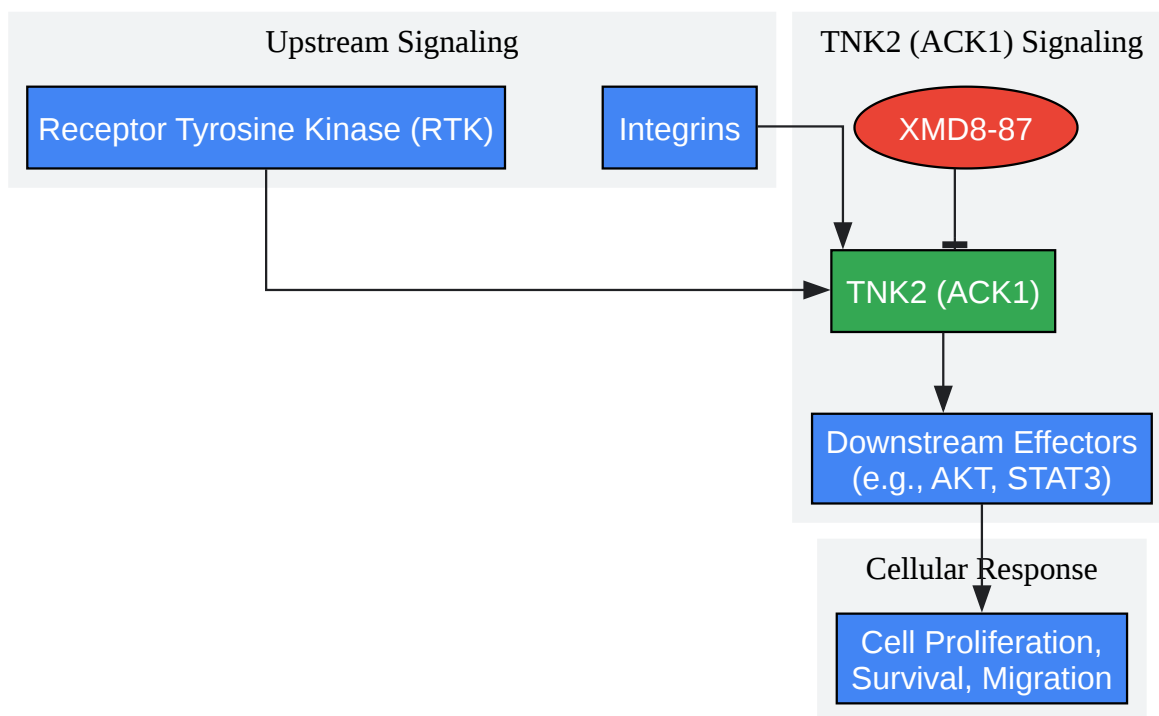 Upstream Signaling
TNK2 (ACK1) Signaling
Receptor Tyrosine Kinase (RTK)
Integrins
XMD8-87
TNK2 (ACK1)
Downstream Effectors
(e.g., AKT, STAT3)
Cellular Response
Cell Proliferation,
Survival, Migration